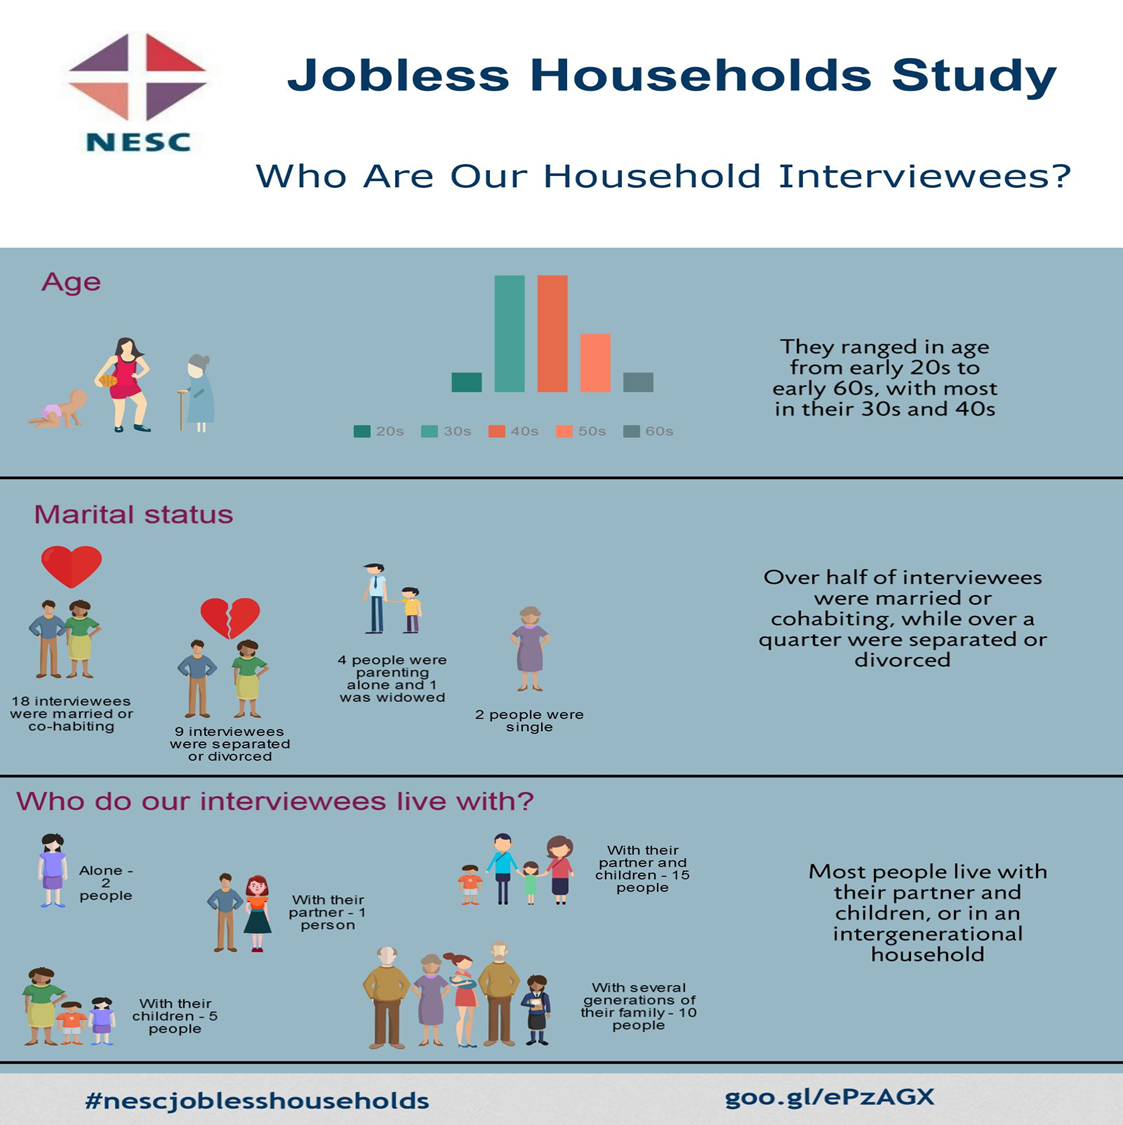 NESC
Jobless Households Study
Who Are Our Household Interviewees?
Age
20s 30s 40s 50s 60s
They ranged in age
from early 20s to
early 60s, with most
in their 30s and 40s
Marital status
18 interviewees
were married or
co-habiting
9 interviewees
were separated
or divorced
4 people were
parenting
alone and 1
was widowed
2 people were
single
Over half of interviewees
were married or
cohabiting, while over a
quarter were separated or
divorced
Who do our interviewees live with?
Alone -
2
people
With their
partner - 1
person
With their
partner and
children - 15
people
With their
children - 5
people
With several
generations of
their family - 10
people
Most people live with
their partner and
children, or in an
intergenerational
household
#nescjoblesshouseholds
goo.gl/ePzAGX